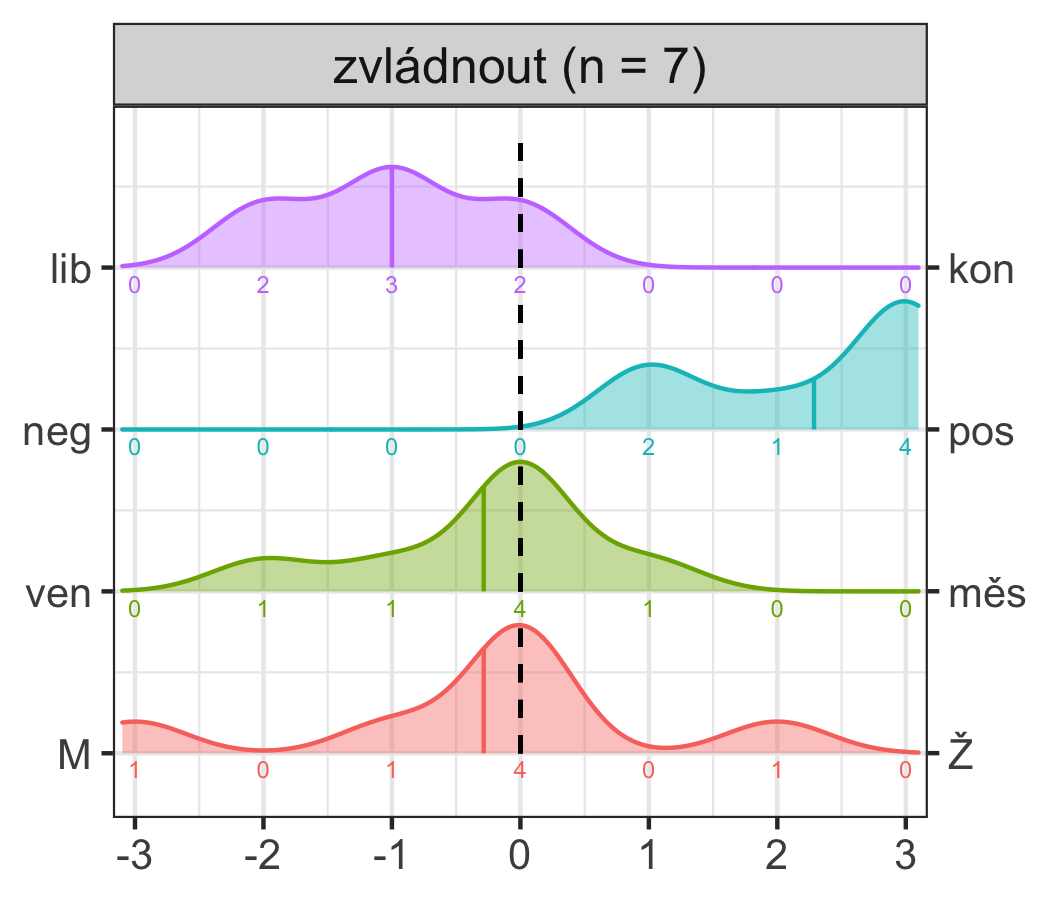 zvládnout (n = 7)
lib kon
0 2 3 2 0 0 0
neg pos
0 0 0 0 2 1 4
ven měs
0 1 1 4 1 0 0
M Ž
1 0 1 4 0 1 0
-3 -2 -1 0 1 2 3